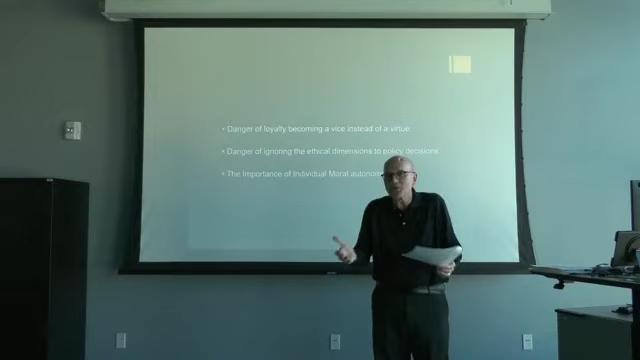 • Danger of loyalty becoming a vice instead of a virtue
• Danger of ignoring the ethical dimensions to policy decisions
• The Importance of Individual Moral